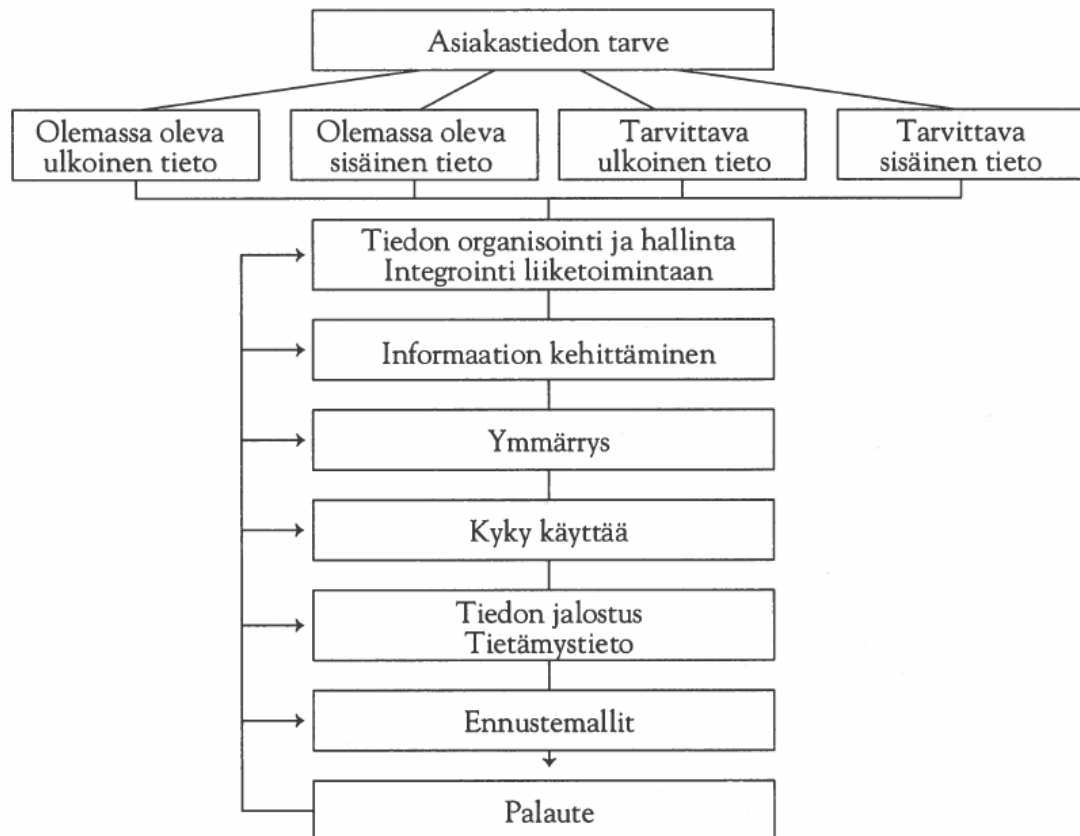 Asiakastiedon tarve
Olemassa oleva
ulkoinen tieto
Olemassa oleva
sisäinen tieto
Tarvittava
ulkoinen tieto
Tarvittava
sisäinen tieto
Tiedon organisointi ja hallinta
Integrointi liiketoimintaan
Informaation kehittäminen
Ymmärrys
Kyky käyttää
Tiedon jalostus
Tietämystieto
Ennustemallit
Palaute